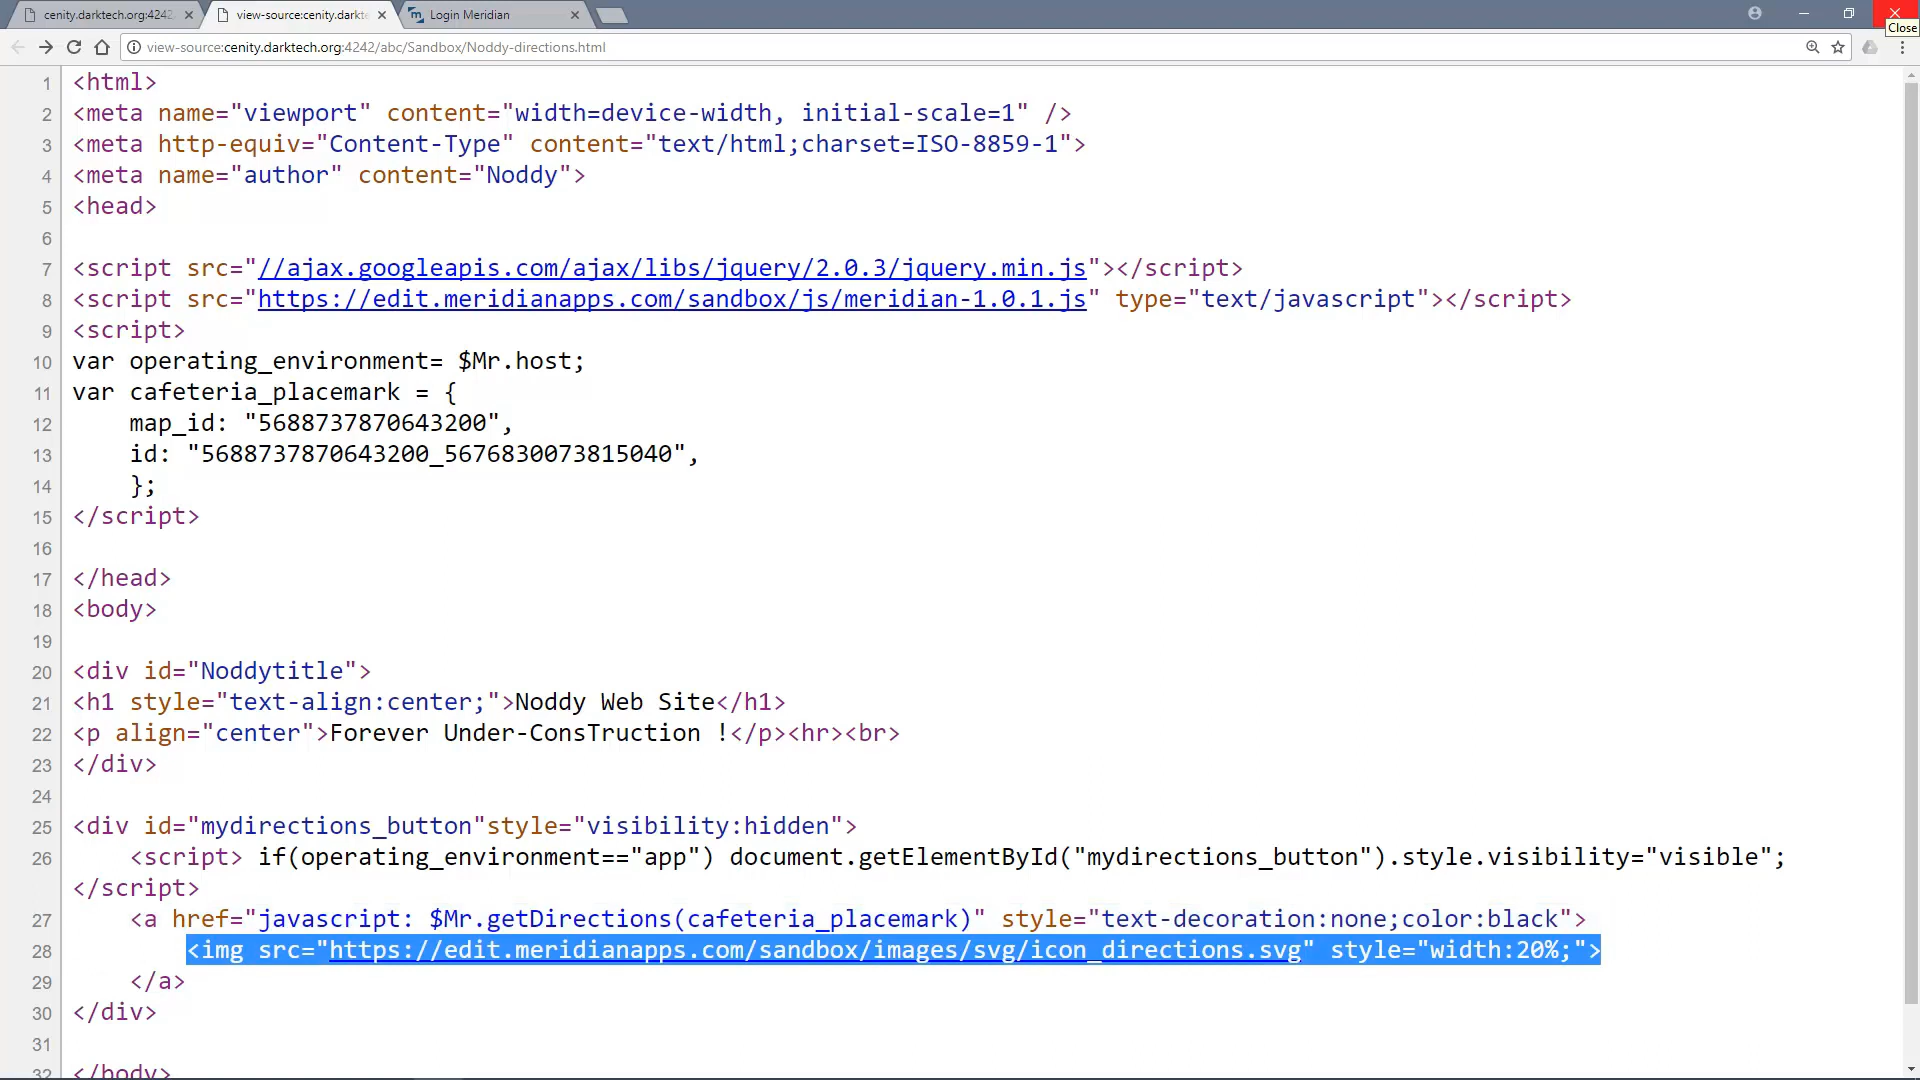 cenity.darktech.org:4242
view-source:cenity.darkte
Login Meridian
Close
view-source:cenity.darktech.org:4242/abc/Sandbox/Noddy-directions.html
1 <html>
2 <meta name="viewport" content="width=device-width, initial-scale=1" />
3 <meta http-equiv="Content-Type" content="text/html;charset=ISO-8859-1">
4 <meta name="author" content="Noddy">
5 <head>
6
7 <script src="//ajax.googleapis.com/ajax/libs/jquery/2.0.3/jquery.min.js"></script>
8 <script src="https://edit.meridianapps.com/sandbox/js/meridian-1.0.1.js" type="text/javascript"></script>
9 <script>
10 var operating_environment= $Mr.host;
11 var cafeteria_placemark = {
12 map_id: "5688737870643200",
13 id: "5688737870643200_5676830073815040",
14 };
15 </script>
16
17 </head>
18 <body>
19
20 <div id="Noddytitle">
21 <h1 style="text-align:center;">Noddy Web Site</h1>
22 <p align="center">Forever Under-ConsTruction !</p><hr><br>
23 </div>
24
25 <div id="mydirections_button"style="visibility:hidden">
26 <script> if(operating_environment=="app") document.getElementById("mydirections_button").style.visibility="visible";
</script>
27 <a href="javascript: $Mr.getDirections(cafeteria_placemark)" style="text-decoration:none;color:black">
28 <img src="https://edit.meridianapps.com/sandbox/images/svg/icon_directions.svg" style="width:20%;">
29 </a>
30 </div>
31
32 </body>